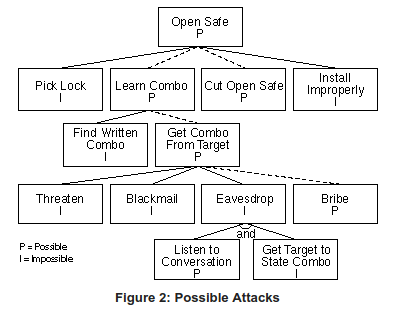 Open Safe
P
Pick Lock
I
Learn Combo
P
Cut Open Safe
P
Install
Improperly
I
Find Written
Combo
I
Get Combo
From Target
P
Threaten
I
Blackmail
I
Eavesdrop
I
Bribe
P
and
Listen to
Conversation
P
Get Target to
State Combo
I
P = Possible
I = Impossible
Figure 2: Possible Attacks